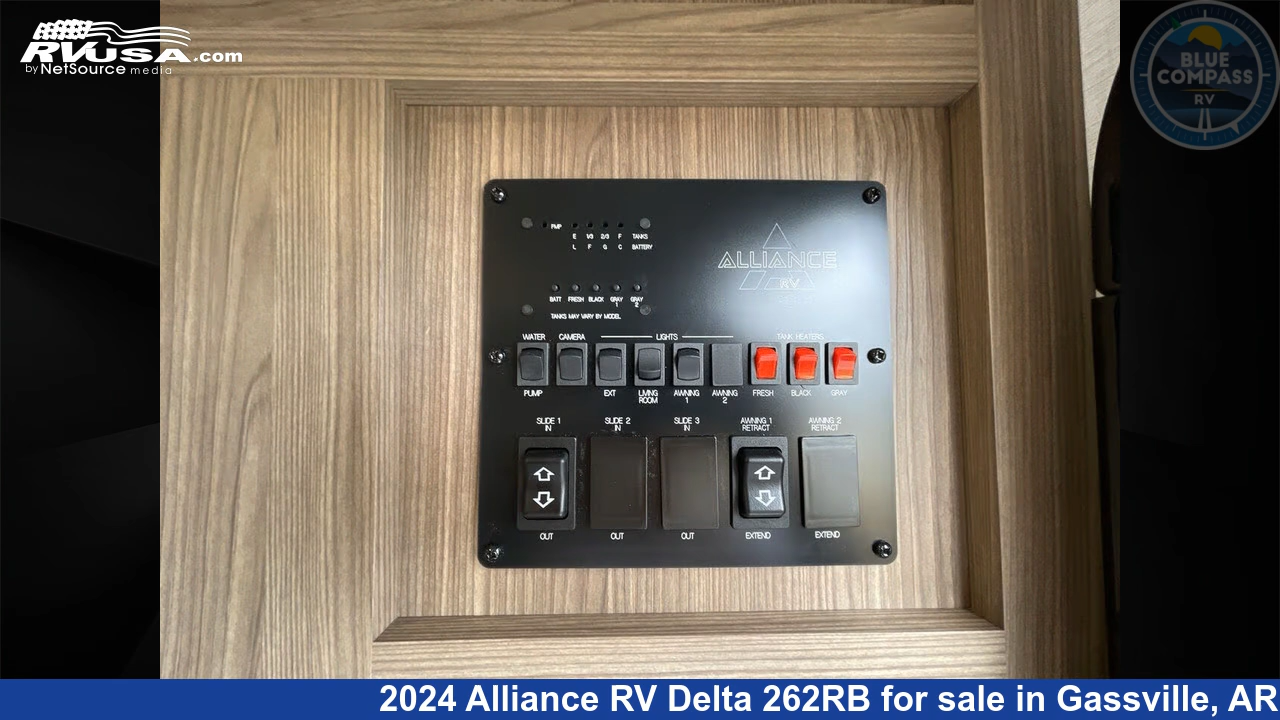 RVUSA.com
by NetSource media
BLUE
COMPASS
RV
PMP
E 1/3 2/3 F TANKS
L F G C BATTERY
ALLIANCE
RV
BATT FRESH BLACK GRAY 1 GRAY 2
TANKS MAY VARY BY MODEL
WATER CAMERA LIGHTS TANK HEATERS
PUMP EXT LIVING ROOM AWNING 1 AWNING 2 FRESH BLACK GRAY
SLIDE 1 IN SLIDE 2 IN SLIDE 3 IN AWNING 1 RETRACT AWNING 2 RETRACT
OUT OUT OUT EXTEND EXTEND
2024 Alliance RV Delta 262RB for sale in Gassville, AR